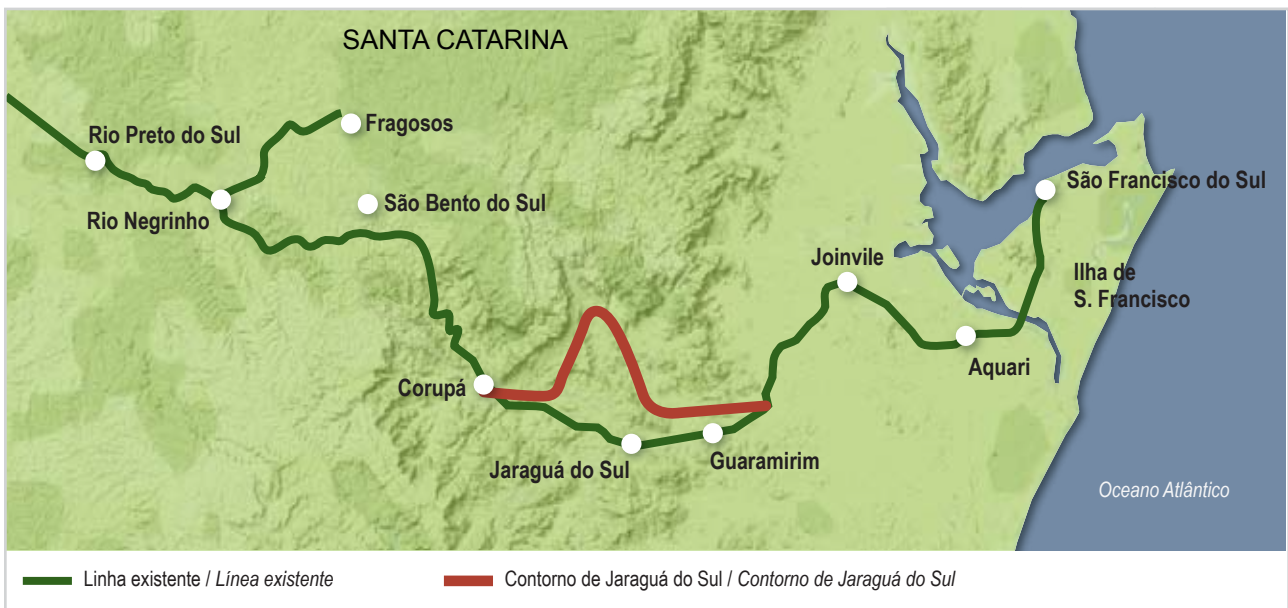 SANTA CATARINA
Rio Preto do Sul
Fragosos
Rio Negrinho
São Bento do Sul
São Francisco do Sul
Joinvile
Ilha de
S. Francisco
Aquari
Corupá
Jaraguá do Sul
Guaramirim
Oceano Atlântico
Linha existente / Línea existente
Contorno de Jaraguá do Sul / Contorno de Jaraguá do Sul